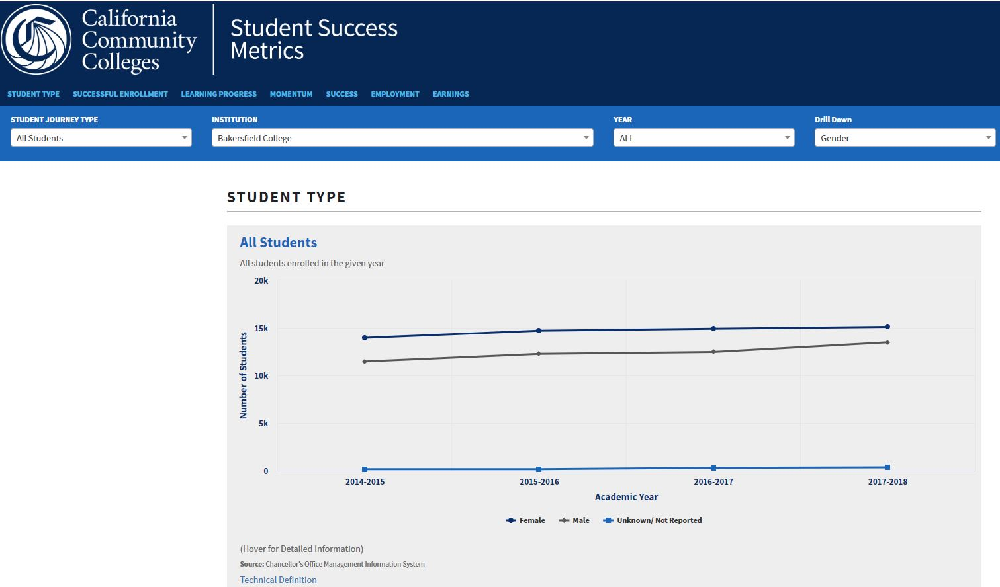 California
Community
Colleges
Student Success
Metrics
STUDENT TYPE SUCCESSFUL ENROLLMENT LEARNING PROGRESS MOMENTUM SUCCESS EMPLOYMENT EARNINGS
STUDENT JOURNEY TYPE INSTITUTION YEAR Drill Down
All Students Bakersfield College ALL Gender
STUDENT TYPE
All Students
All students enrolled in the given year
20k
15k
10k
5k
0
Number of Students
2014-2015 2015-2016 2016-2017 2017-2018
Academic Year
Female Male Unknown/ Not Reported
(Hover for Detailed Information)
Source: Chancellor's Office Management Information System
Technical Definition